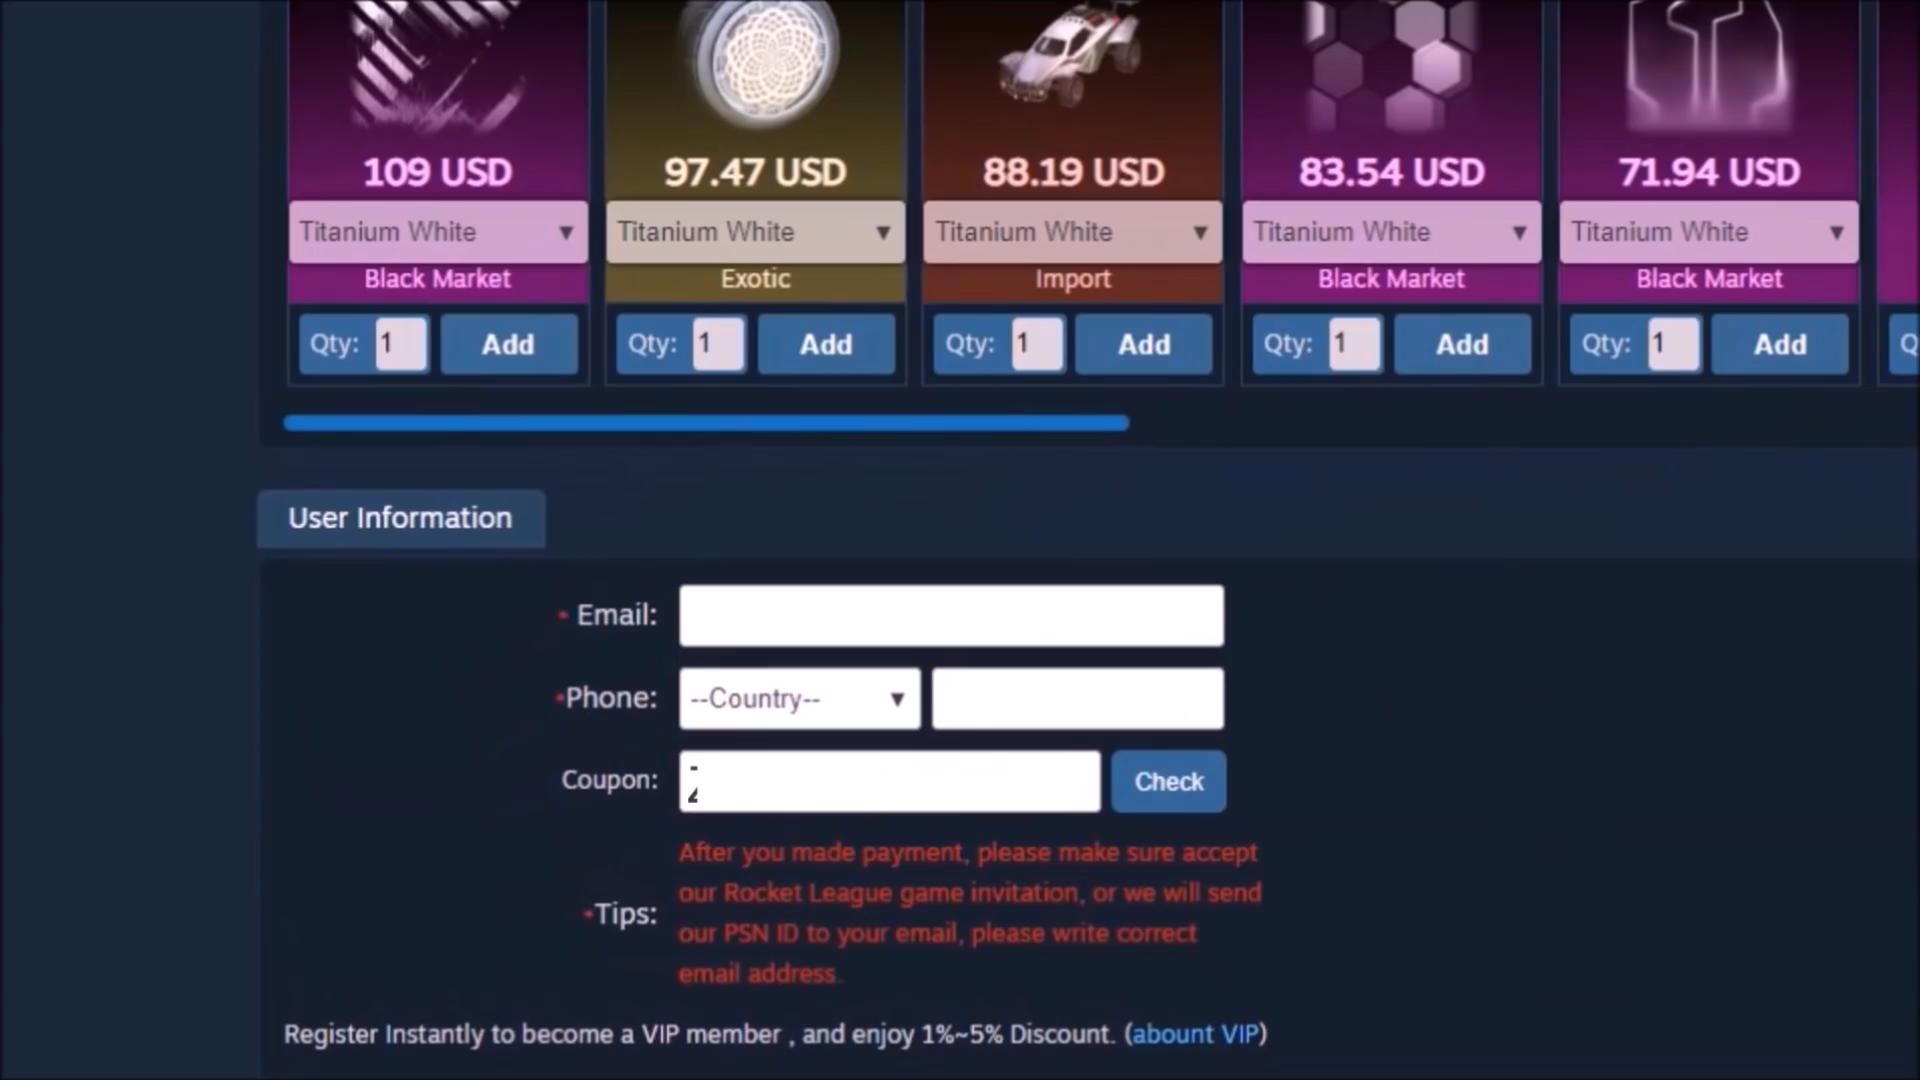 109 USD
97.47 USD
88.19 USD
83.54 USD
71.94 USD
Titanium White
Titanium White
Titanium White
Titanium White
Titanium White
Black Market
Exotic
Import
Black Market
Black Market
Qty: 1 Add
Qty: 1 Add
Qty: 1 Add
Qty: 1 Add
Qty: 1 Add
User Information
* Email:
*Phone: --Country--
Coupon: Check
*Tips:
After you made payment, please make sure accept
our Rocket League game invitation, or we will send
our PSN ID to your email, please write correct
email address.
Register Instantly to become a VIP member , and enjoy 1%~5% Discount. (abount VIP)